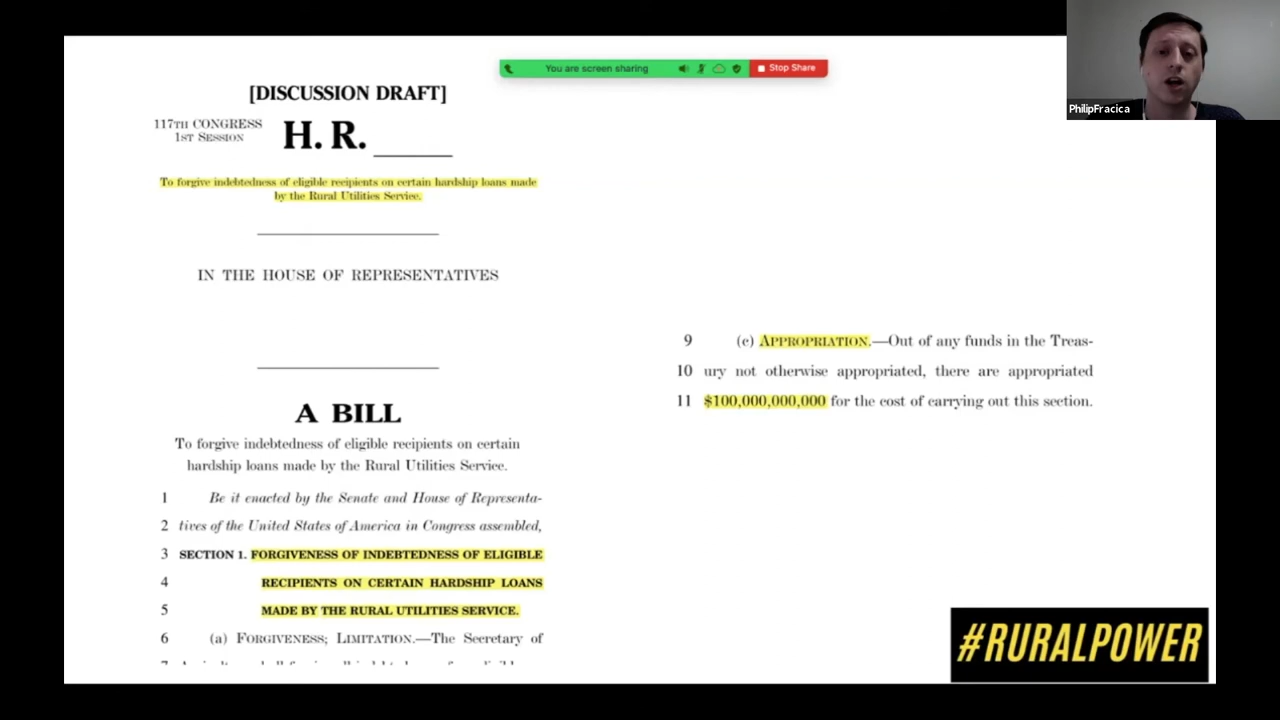 You are screen sharing
Stop Share
PhilipFracica
[DISCUSSION DRAFT]
117TH CONGRESS
1ST SESSION
H. R.
To forgive indebtedness of eligible recipients on certain hardship loans made
by the Rural Utilities Service.
IN THE HOUSE OF REPRESENTATIVES
A BILL
To forgive indebtedness of eligible recipients on certain
hardship loans made by the Rural Utilities Service.
1 Be it enacted by the Senate and House of Representa-
2 tives of the United States of America in Congress assembled,
3 SECTION 1. FORGIVENESS OF INDEBTEDNESS OF ELIGIBLE
4 RECIPIENTS ON CERTAIN HARDSHIP LOANS
5 MADE BY THE RURAL UTILITIES SERVICE.
6 (a) FORGIVENESS; LIMITATION.—The Secretary of
9 (c) APPROPRIATION.—Out of any funds in the Treas-
10 ury not otherwise appropriated, there are appropriated
11 $100,000,000,000 for the cost of carrying out this section.
#RURALPOWER